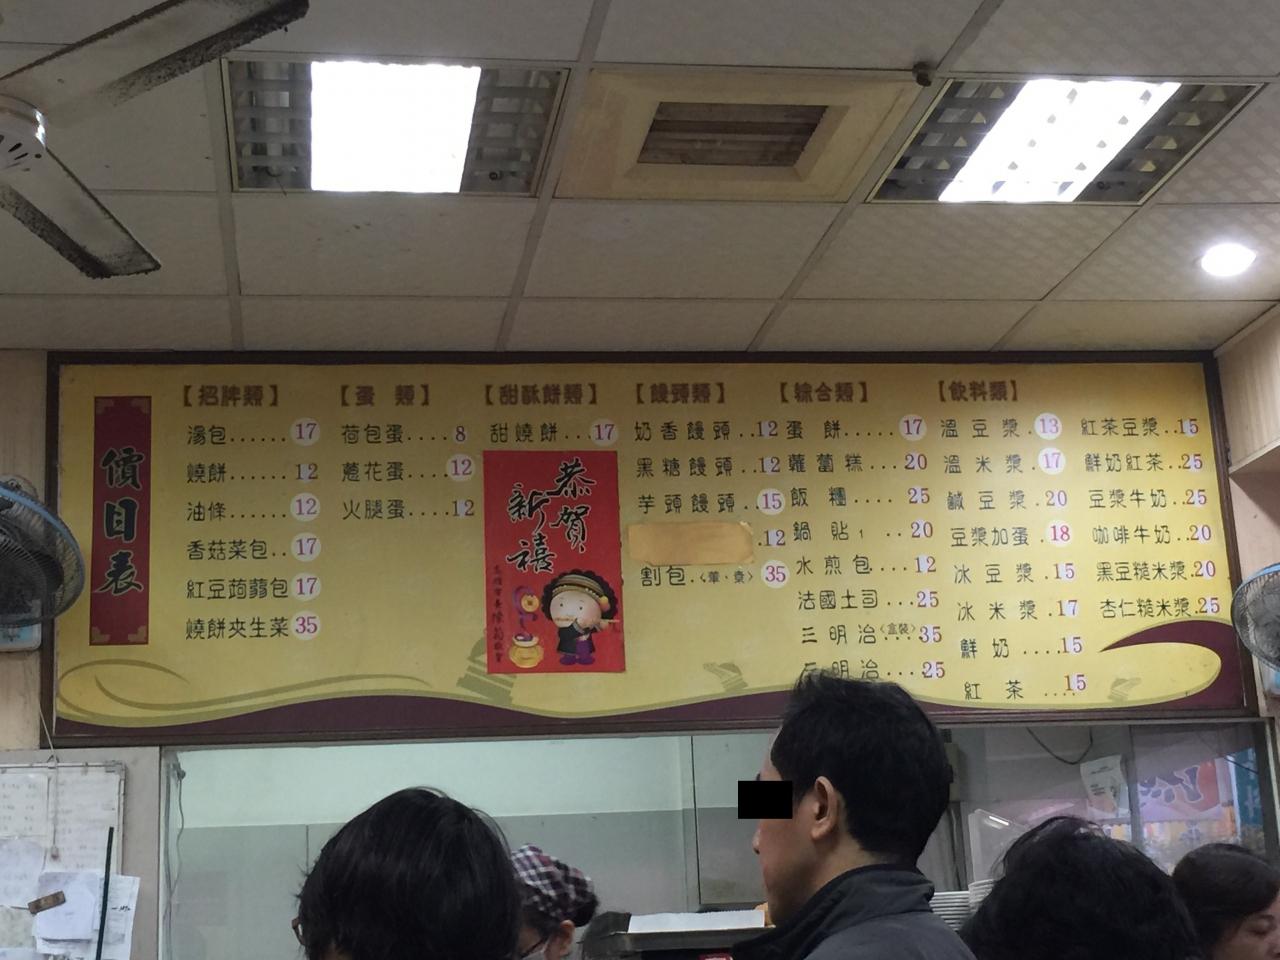 價目表
【招牌類】
湯包......17
燒餅......12
油條......12
香菇菜包..17
紅豆蒟蒻包17
燒餅夾生菜35
【蛋 類】
荷包蛋....8
蔥花蛋....12
火腿蛋....12
【甜酥餅類】
甜燒餅...17
恭賀
新禧
【饅頭類】
奶香饅頭..12
黑糖饅頭..12
芋頭饅頭..15
.12
割包.〈葷.素〉35
【綜合類】
蛋餅....17
蘿蔔糕....20
飯糰....25
鍋貼....20
水煎包...12
法國土司...25
三明治〈盒裝〉...35
明治...25
【飲料類】
溫豆漿.13
溫米漿.17
鹹豆漿.20
豆漿加蛋.18
冰豆漿.15
冰米漿.17
鮮奶....15
紅茶....15
紅茶豆漿..15
鮮奶紅茶..25
豆漿牛奶..25
咖啡牛奶..20
黑豆糙米漿.20
杏仁糙米漿.25